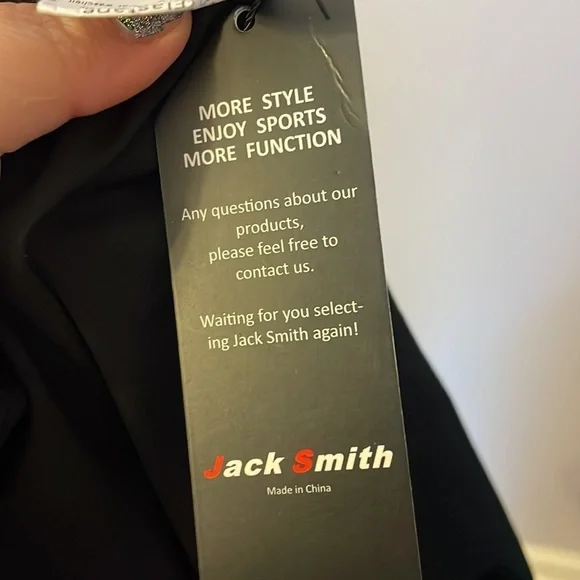 Elastane
MORE STYLE
ENJOY SPORTS
MORE FUNCTION
Any questions about our
products,
please feel free to
contact us.
Waiting for you select-
ing Jack Smith again!
Jack Smith
Made in China